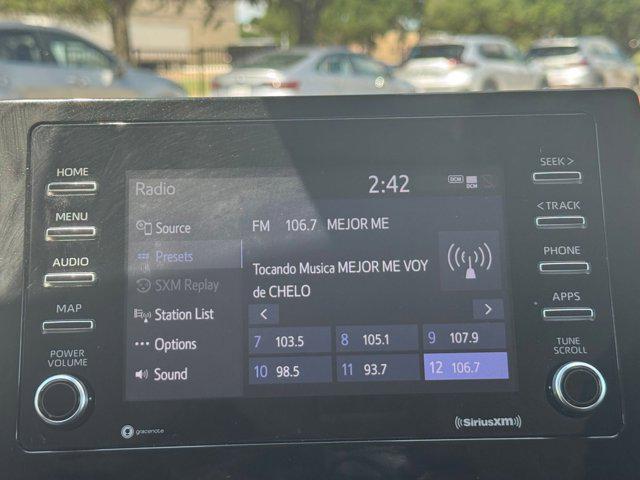 HOME
MENU
AUDIO
MAP
POWER
VOLUME
Radio
2:42
DCM
DCM
Source
Presets
SXM Replay
Station List
Options
Sound
FM 106.7 MEJOR ME
Tocando Musica MEJOR ME VOY
de CHELO
< >
7 103.5 8 105.1 9 107.9
10 98.5 11 93.7 12 106.7
SEEK >
< TRACK
PHONE
APPS
TUNE
SCROLL
gracenote
((SiriusXM))